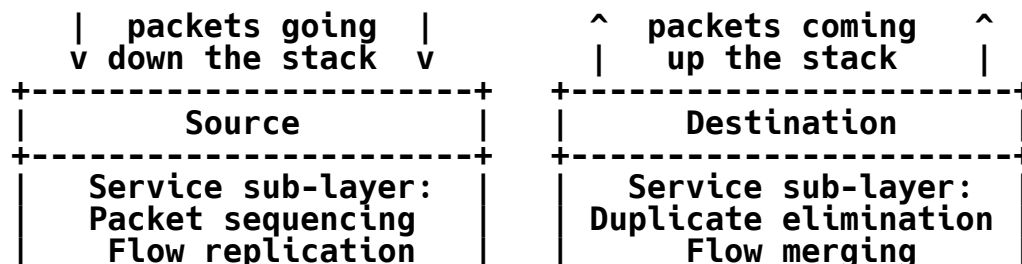 |  packets going  |        ^  packets coming   ^
v down the stack  v        |   up the stack    |
+-----------------------+   +-----------------------+
|        Source         |   |      Destination      |
+-----------------------+   +-----------------------+
|   Service sub-layer:  |   |   Service sub-layer:  |
|   Packet sequencing   |   | Duplicate elimination |
|    Flow replication   |   |      Flow merging     |